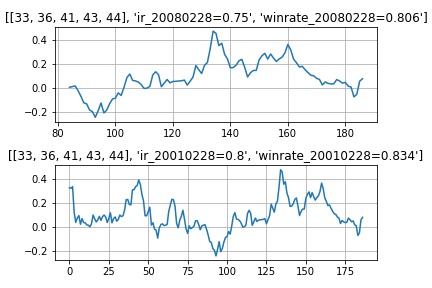 [[33, 36, 41, 43, 44], 'ir_20080228=0.75', 'winrate_20080228=0.806']
0.4
0.2
0.0
−0.2
80 100 120 140 160 180
[[33, 36, 41, 43, 44], 'ir_20010228=0.8', 'winrate_20010228=0.834']
0.4
0.2
0.0
−0.2
0 25 50 75 100 125 150 175